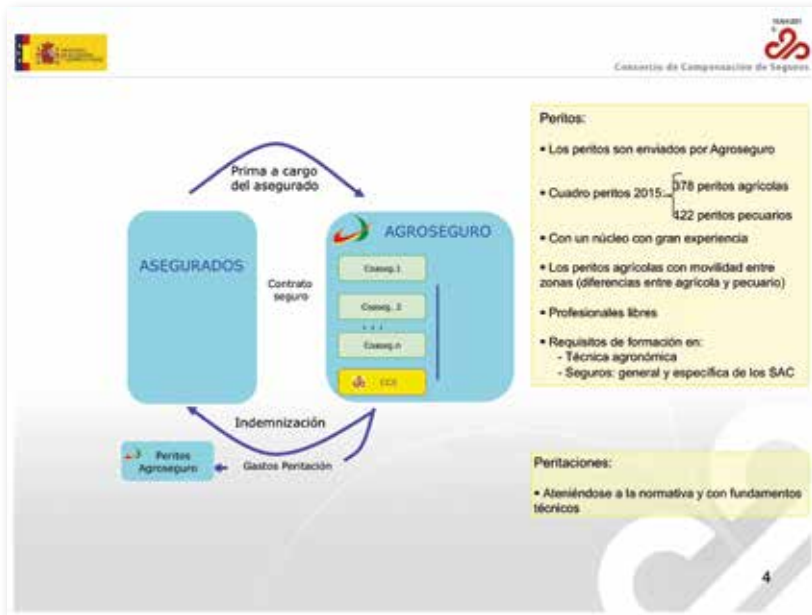 Consorcio de Compensación de Seguros
Prima a cargo
del asegurado
ASEGURADOS
Contrato
seguro
AGROSEGURO
Coaseg.1
Coaseg. 2
...
Coaseg.n
CCS
Indemnización
Peritos
Agroseguro
Gastos Peritación
Peritos:
▪ Los peritos son enviados por Agroseguro
▪ Cuadro peritos 2015:
378 peritos agrícolas
422 peritos pecuarios
▪ Con un núcleo con gran experiencia
▪ Los peritos agrícolas con movilidad entre
zonas (diferencias entre agrícola y pecuario)
▪ Profesionales libres
▪ Requisitos de formación en:
- Técnica agronómica
- Seguros: general y específica de los SAC
Peritaciones:
▪ Ateniéndose a la normativa y con fundamentos
técnicos
4